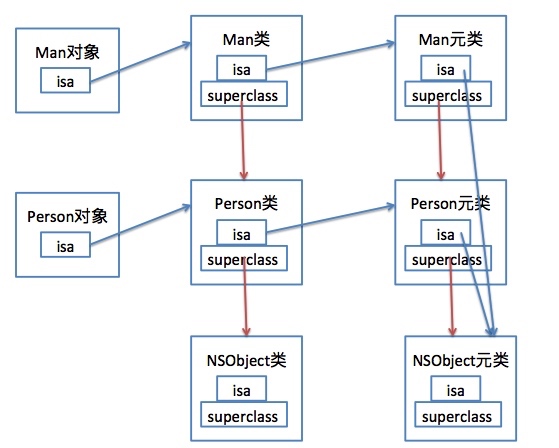 Man对象
isa
Man类
isa
superclass
Man元类
isa
superclass
Person对象
isa
Person类
isa
superclass
Person元类
isa
superclass
NSObject类
isa
superclass
NSObject元类
isa
superclass